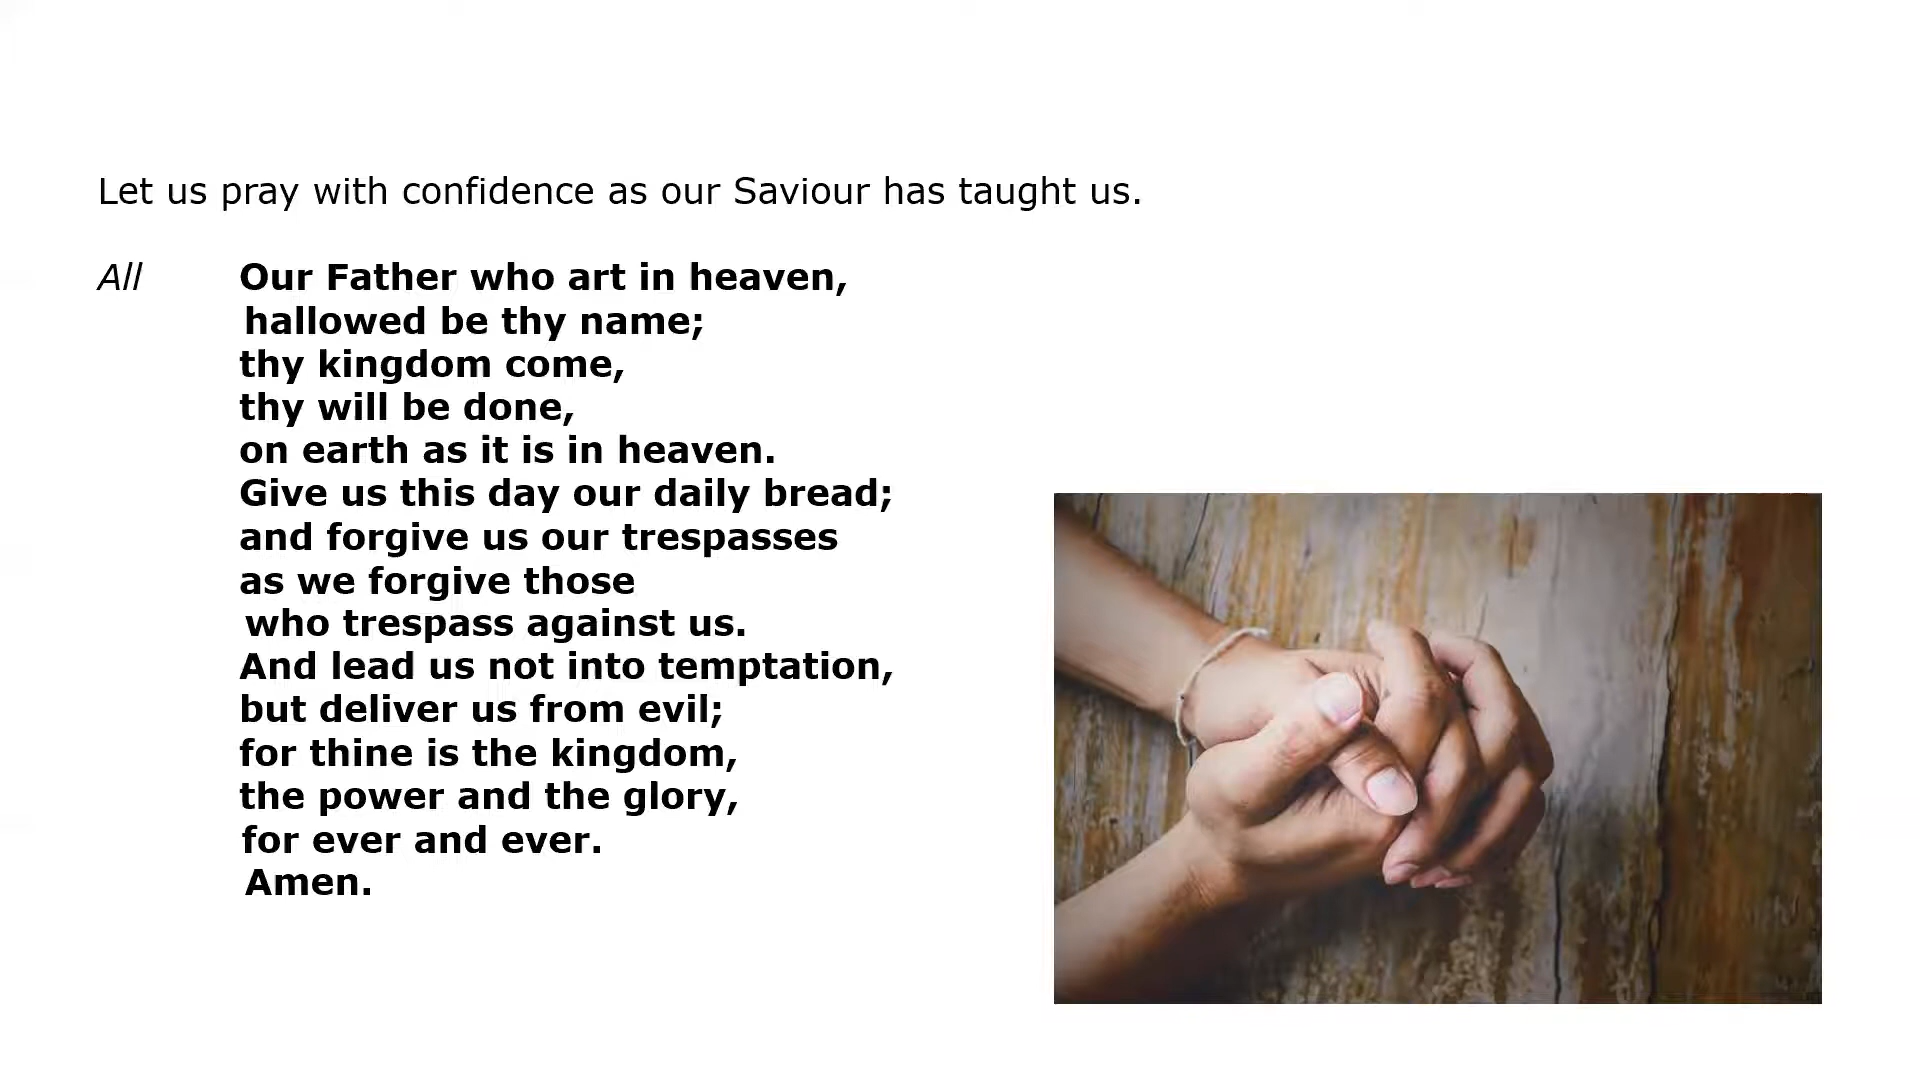 Let us pray with confidence as our Saviour has taught us.
All Our Father who art in heaven,
hallowed be thy name;
thy kingdom come,
thy will be done,
on earth as it is in heaven.
Give us this day our daily bread;
and forgive us our trespasses
as we forgive those
who trespass against us.
And lead us not into temptation,
but deliver us from evil;
for thine is the kingdom,
the power and the glory,
for ever and ever.
Amen.